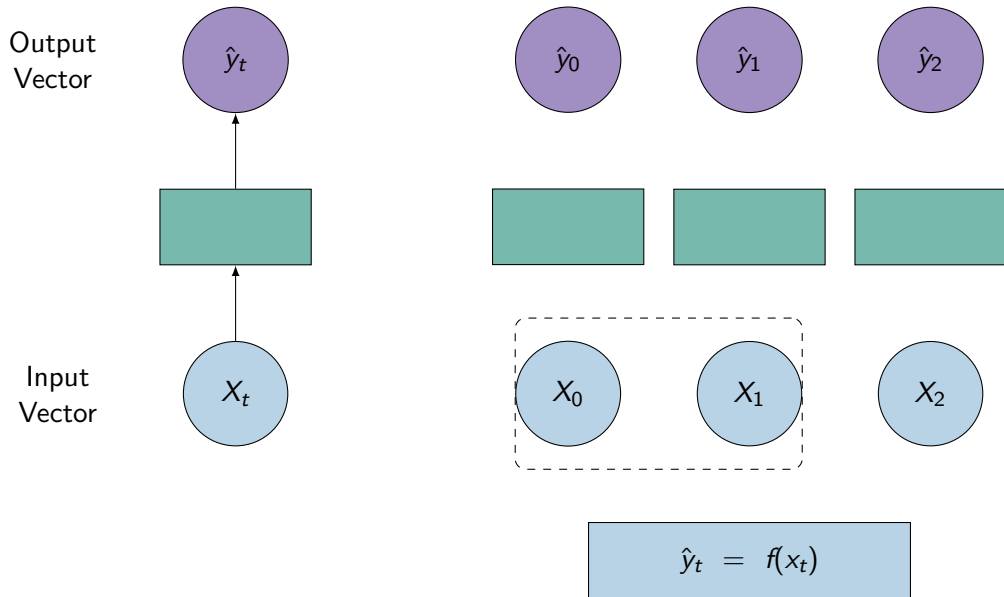 Output
Vector
ŷ_t
ŷ_0
ŷ_1
ŷ_2
Input
Vector
X_t
X_0
X_1
X_2
ŷ_t = f(x_t)